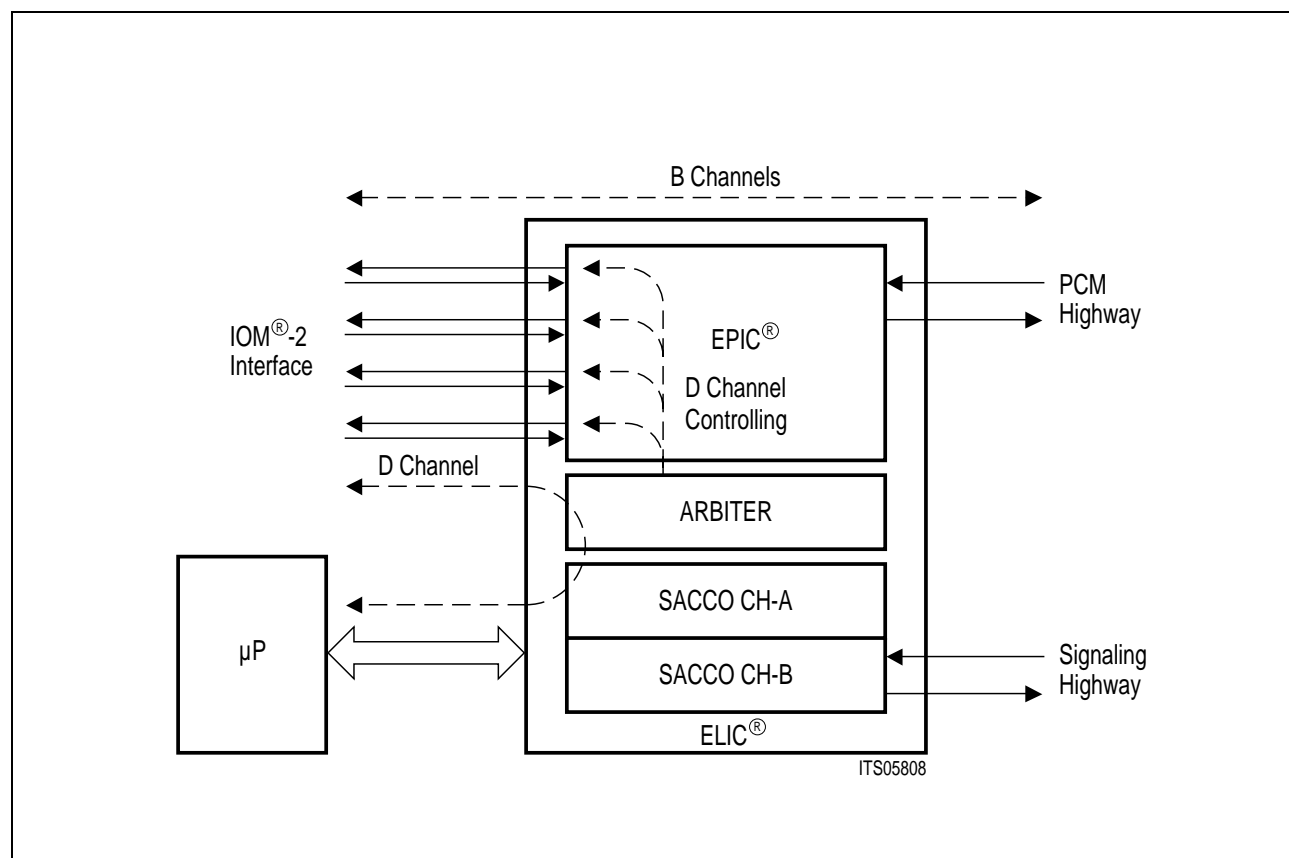 B Channels
PCM
Highway
IOM®-2
Interface
EPIC®
D Channel
Controlling
D Channel
ARBITER
SACCO CH-A
µP
SACCO CH-B
Signaling
Highway
ELIC®
ITS05808